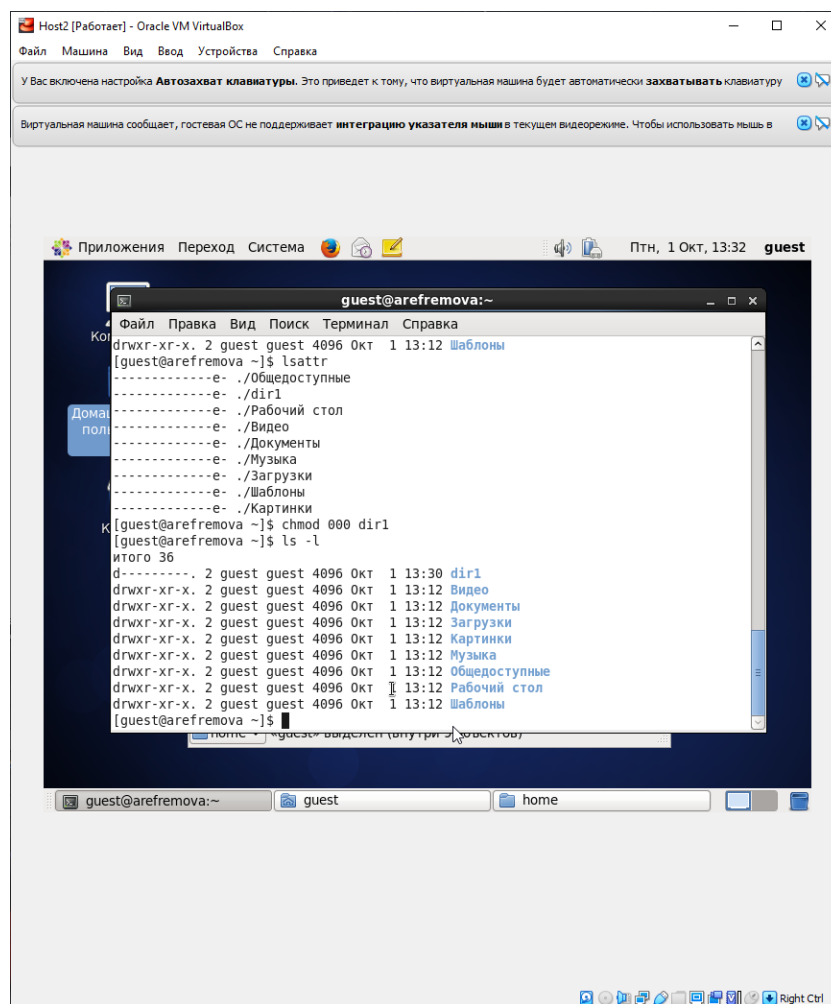 Host2 [Работает] - Oracle VM VirtualBox
Файл Машина Вид Ввод Устройства Справка
У Вас включена настройка Автозахват клавиатуры. Это приведет к тому, что виртуальная машина будет автоматически захватывать клавиатуру
Виртуальная машина сообщает, гостевая ОС не поддерживает интеграцию указателя мыши в текущем видеорежиме. Чтобы использовать мышь в
Приложения Переход Система Птн, 1 Окт, 13:32 guest
guest@arefremova:~
Файл Правка Вид Поиск Терминал Справка
drwxr-xr-x. 2 guest guest 4096 Окт 1 13:12 Шаблоны
[guest@arefremova ~]$ lsattr
-------------e- ./Общедоступные
-------------e- ./dir1
-------------e- ./Рабочий стол
-------------e- ./Видео
-------------e- ./Документы
-------------e- ./Музыка
-------------e- ./Загрузки
-------------e- ./Шаблоны
-------------e- ./Картинки
[guest@arefremova ~]$ chmod 000 dir1
[guest@arefremova ~]$ ls -l
итого 36
d---------. 2 guest guest 4096 Окт 1 13:30 dir1
drwxr-xr-x. 2 guest guest 4096 Окт 1 13:12 Видео
drwxr-xr-x. 2 guest guest 4096 Окт 1 13:12 Документы
drwxr-xr-x. 2 guest guest 4096 Окт 1 13:12 Загрузки
drwxr-xr-x. 2 guest guest 4096 Окт 1 13:12 Картинки
drwxr-xr-x. 2 guest guest 4096 Окт 1 13:12 Музыка
drwxr-xr-x. 2 guest guest 4096 Окт 1 13:12 Общедоступные
drwxr-xr-x. 2 guest guest 4096 Окт 1 13:12 Рабочий стол
drwxr-xr-x. 2 guest guest 4096 Окт 1 13:12 Шаблоны
[guest@arefremova ~]$
home «guest» выделен (внутри
guest@arefremova:~ guest home
Right Ctrl